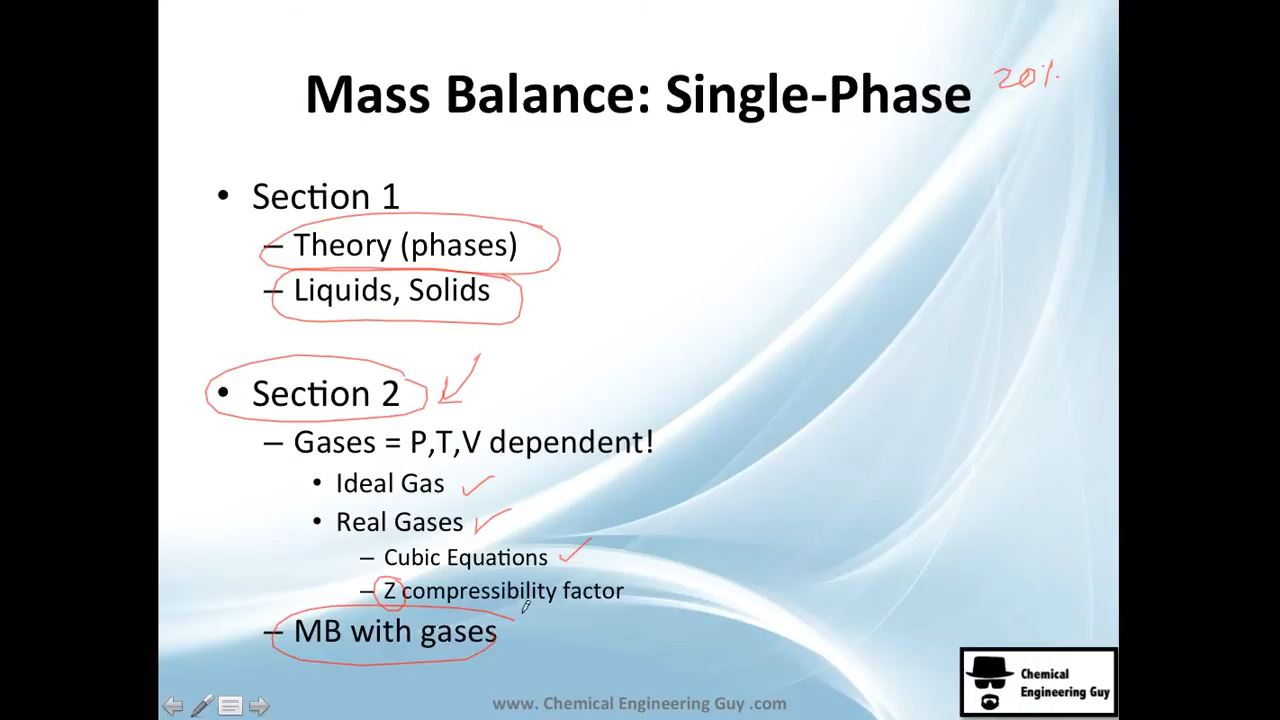 Mass Balance: Single-Phase 20%
• Section 1
– Theory (phases)
– Liquids, Solids
• Section 2
– Gases = P,T,V dependent!
• Ideal Gas
• Real Gases
– Cubic Equations
– Z compressibility factor
– MB with gases
Chemical
Engineering Guy
www. Chemical Engineering Guy .com